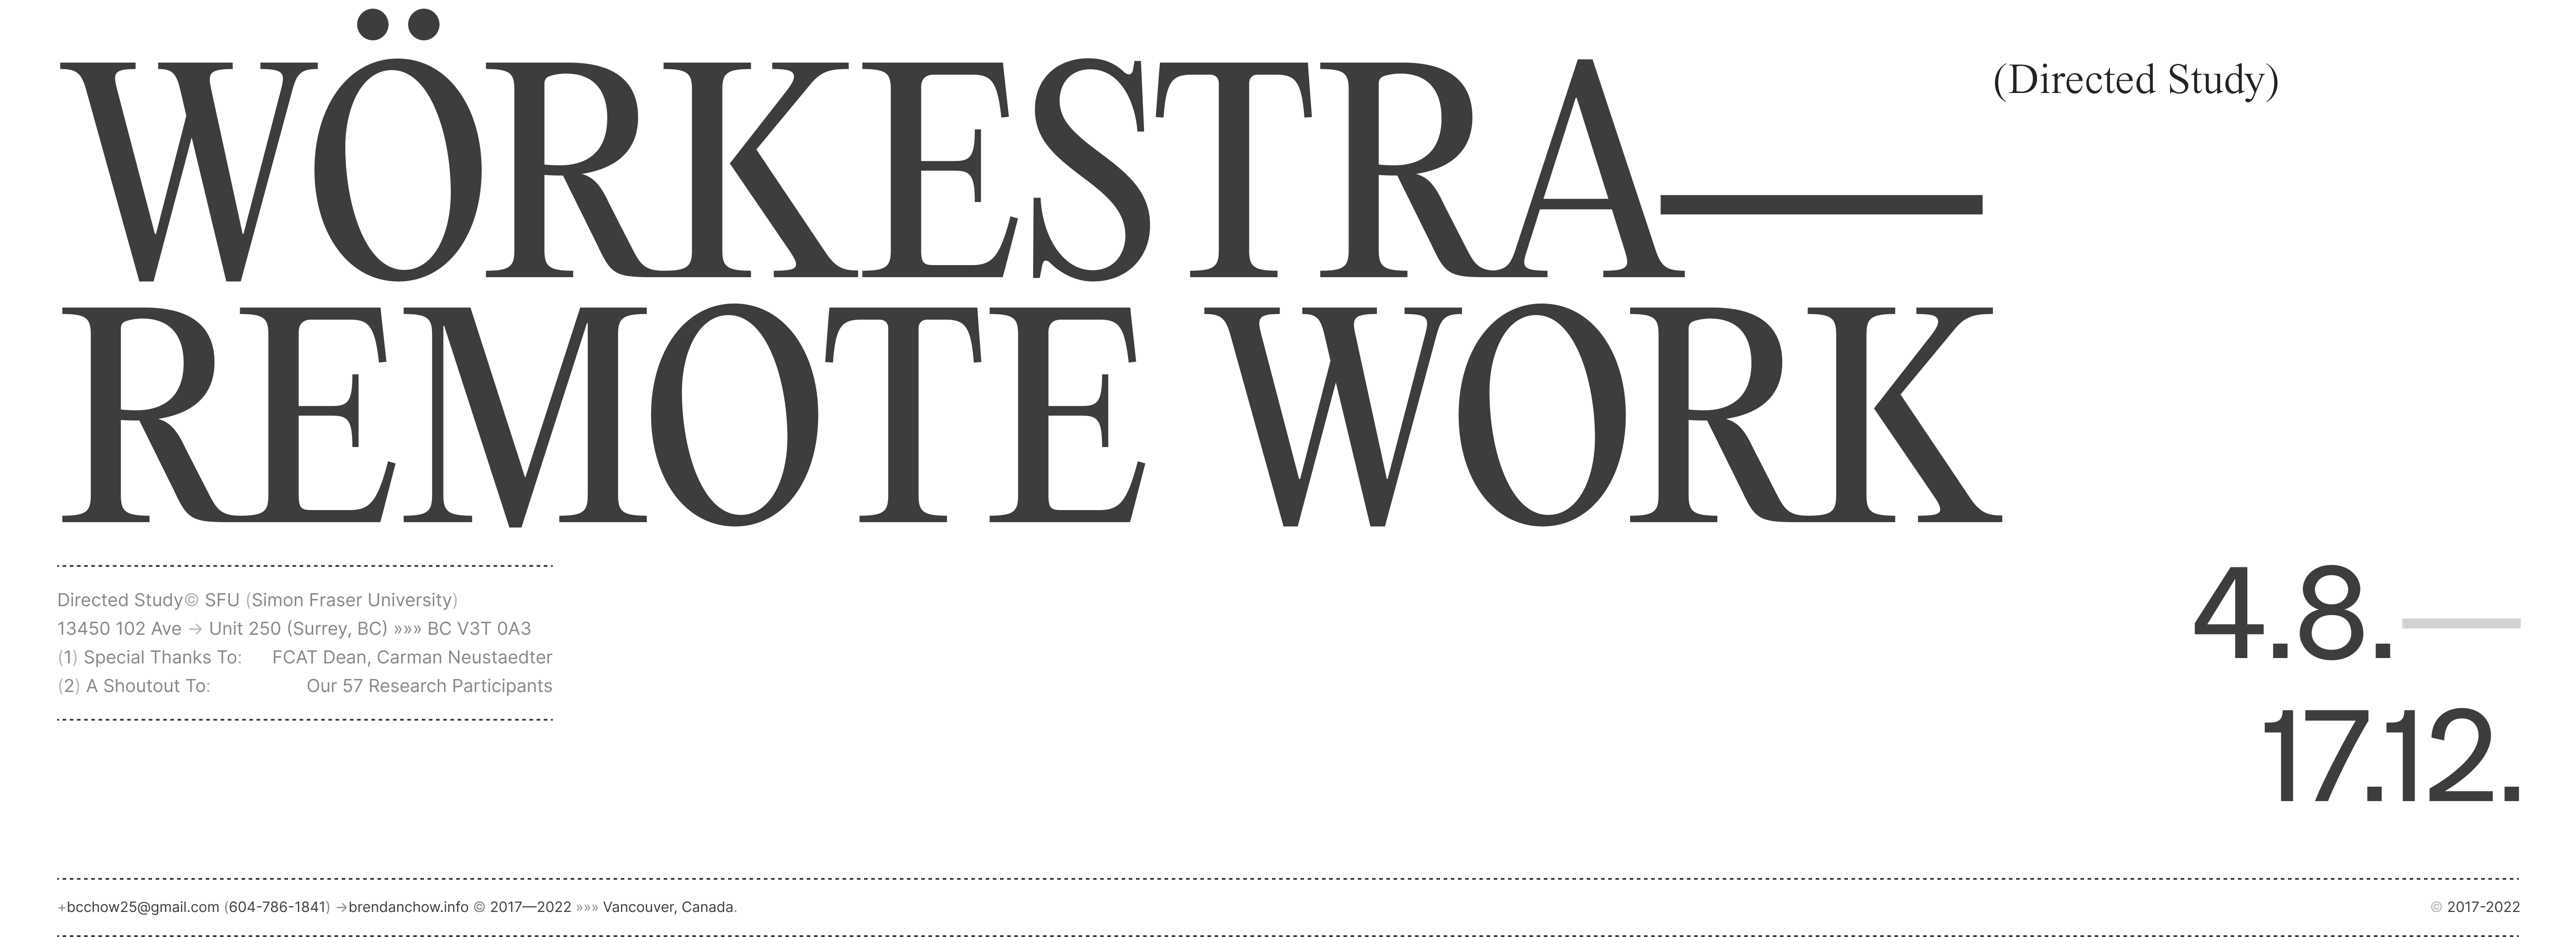 WÖRKESTRA—
(Directed Study)
REMOTE WORK
Directed Study© SFU (Simon Fraser University)
13450 102 Ave → Unit 250 (Surrey, BC) »»» BC V3T 0A3
(1) Special Thanks To: FCAT Dean, Carman Neustaedter
(2) A Shoutout To: Our 57 Research Participants
4.8.—
17.12.
+bcchow25@gmail.com (604-786-1841) →brendanchow.info © 2017—2022 »»» Vancouver, Canada.
© 2017-2022